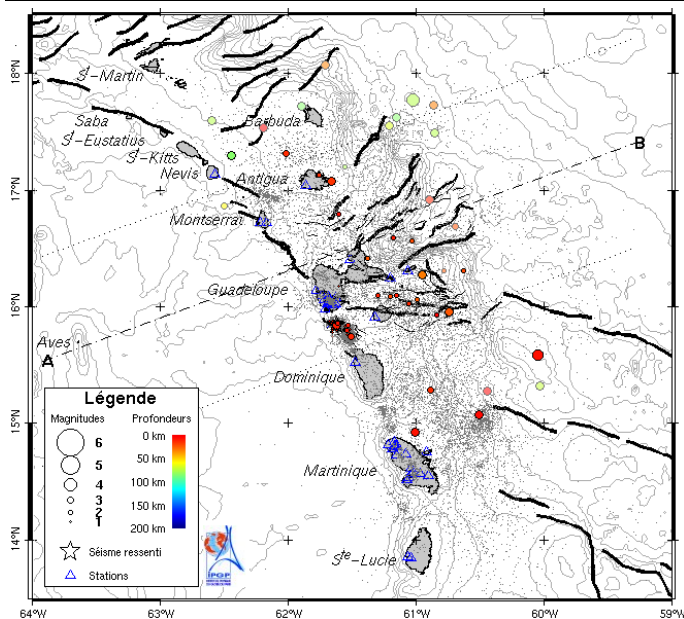 18°N
17°N
16°N
15°N
14°N
64°W
63°W
62°W
61°W
60°W
59°W
St-Martin
Saba
St-Eustatius
St-Kitts
Nevis
Barbuda
Antigua
Montserrat
Guadeloupe
Aves
Dominique
Martinique
Ste-Lucie
A
B
Légende
Magnitudes Profondeurs
6
5
4
3
2
1
0 km
50 km
100 km
150 km
200 km
Séisme ressenti
Stations
IPGP